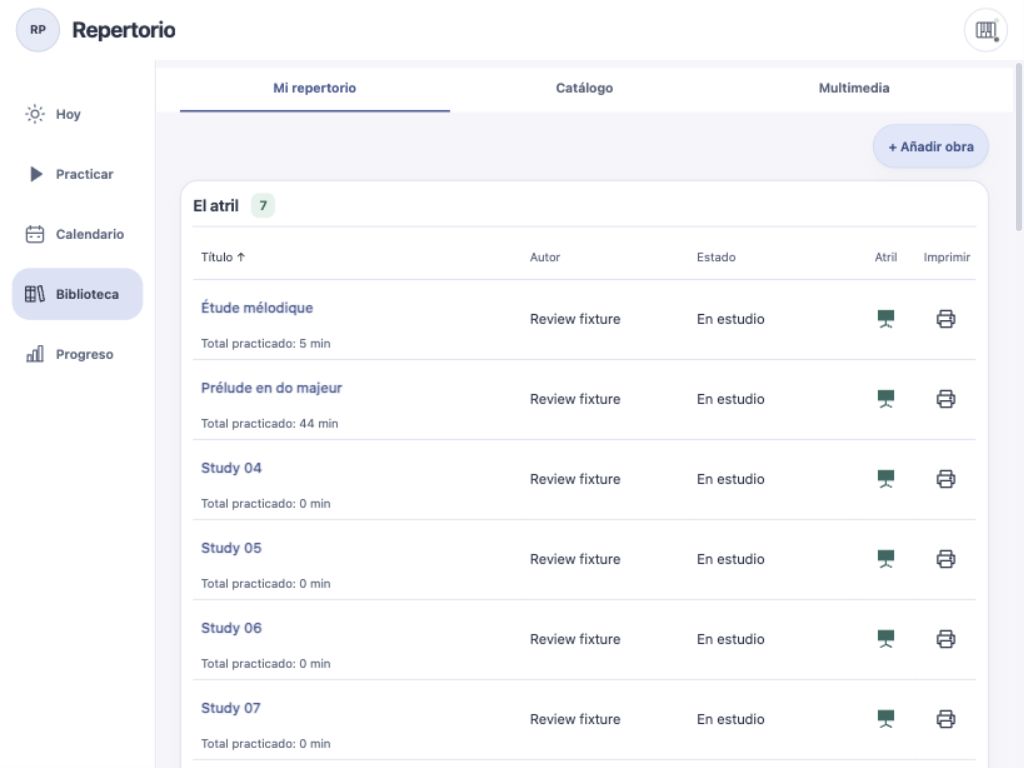 RP
Repertorio
Hoy
Practicar
Calendario
Biblioteca
Progreso
Mi repertorio
Catálogo
Multimedia
+ Añadir obra
El atril 7
Título ↑ Autor Estado Atril Imprimir
Étude mélodique
Review fixture En estudio
Total practicado: 5 min
Prélude en do majeur
Review fixture En estudio
Total practicado: 44 min
Study 04
Review fixture En estudio
Total practicado: 0 min
Study 05
Review fixture En estudio
Total practicado: 0 min
Study 06
Review fixture En estudio
Total practicado: 0 min
Study 07
Review fixture En estudio
Total practicado: 0 min